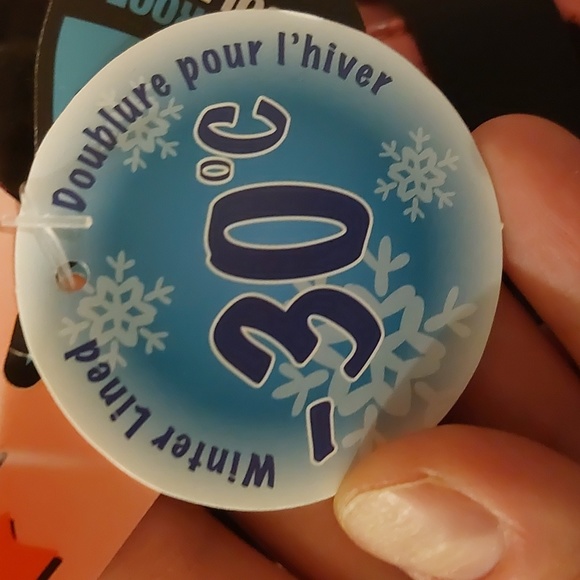 Doublure pour l'hiver
-30°C
Winter Lined